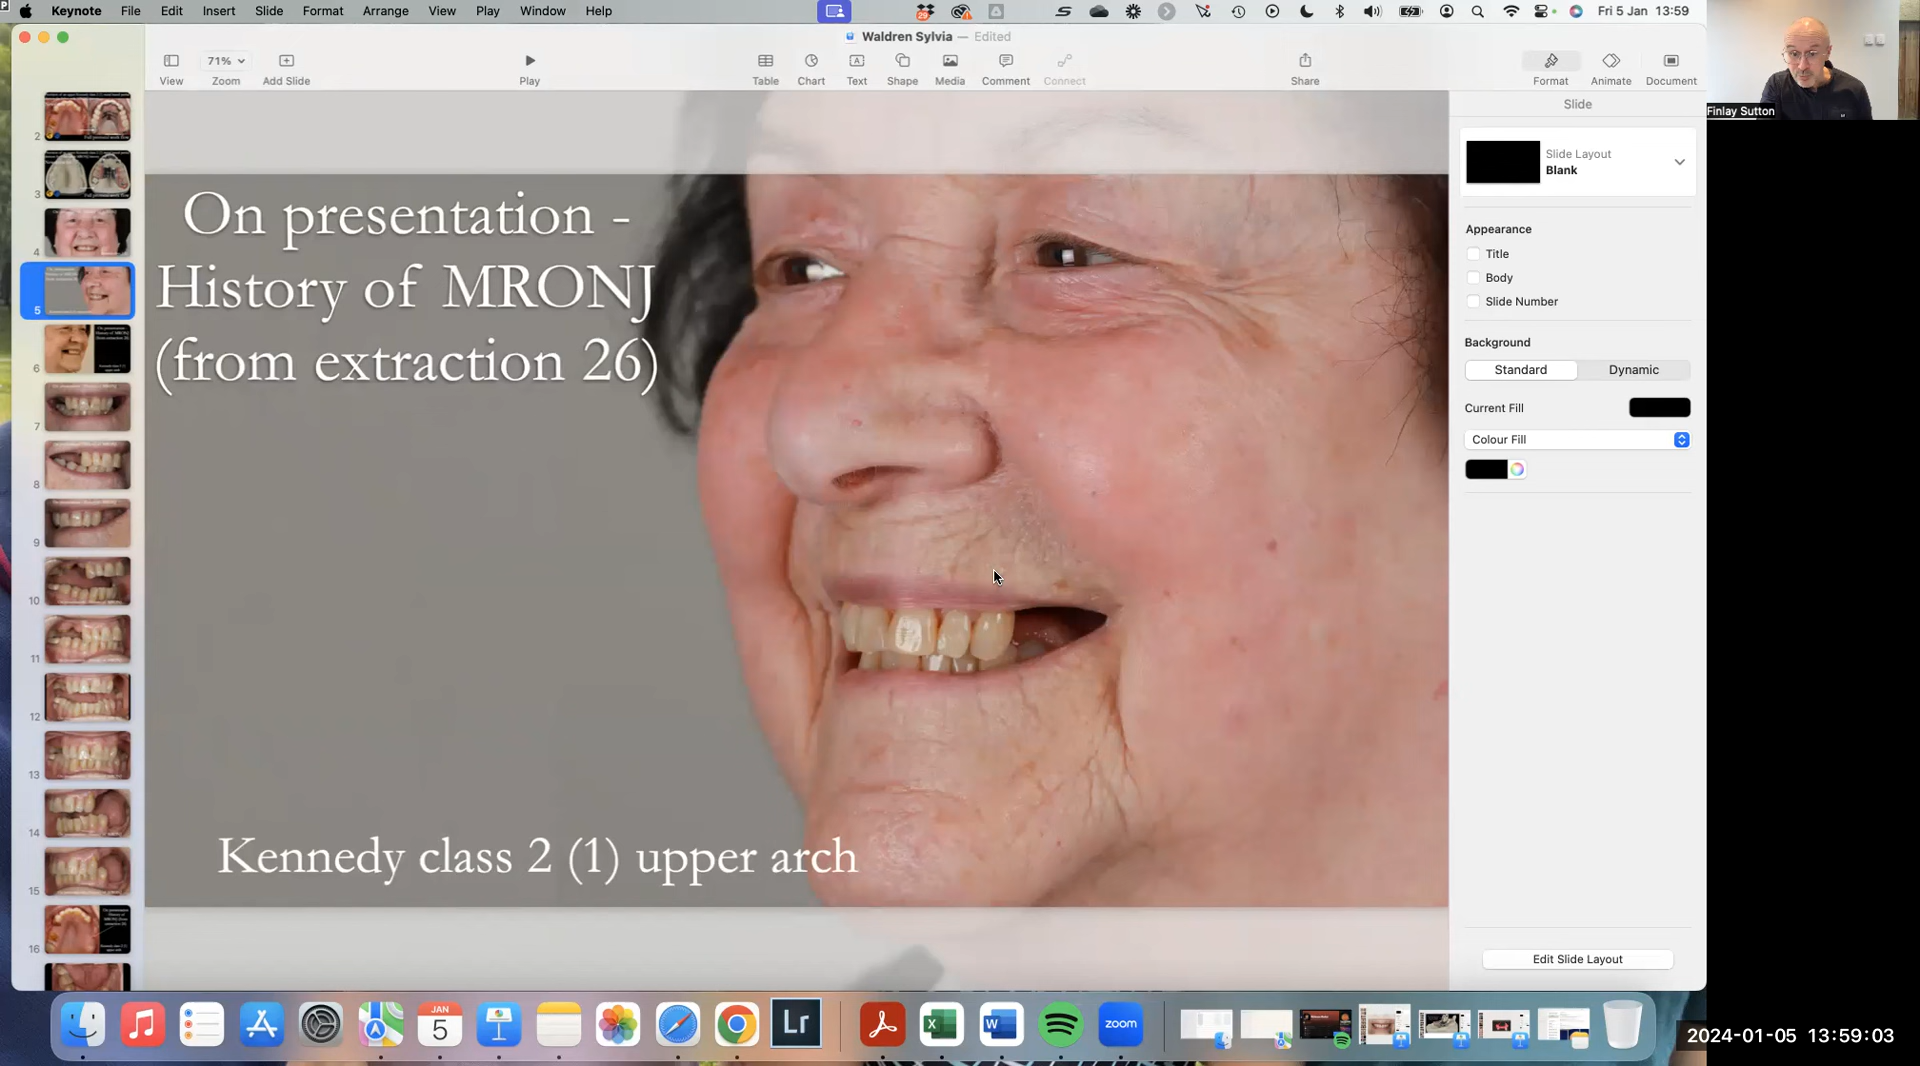 Keynote File Edit Insert Slide Format Arrange View Play Window Help
Fri 5 Jan 13:59
Waldren Sylvia — Edited
71%
View Zoom Add Slide Play Table Chart Text Shape Media Comment Connect Share Format Animate Document
Slide
Slide Layout
Blank
Appearance
Title
Body
Slide Number
Background
Standard Dynamic
Current Fill
Colour Fill
Edit Slide Layout
2
3
4
5
6
7
8
9
10
11
12
13
14
15
16
On presentation -
History of MRONJ
(from extraction 26)
Kennedy class 2 (1) upper arch
Finlay Sutton
JAN
5
Lr
X
W
zoom
2024-01-05 13:59:03